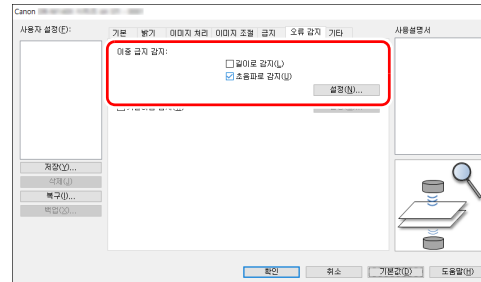 Canon
사용자 설정(F):
기본 밝기 이미지 처리 이미지 조절 급지 오류 감지 기타
사용설명서
이중 급지 감지:
길이로 감지(L)
초음파로 감지(U)
설정(N)...
저장(Y)...
삭제(J)
복구(I)...
백업(X)...
확인 취소 기본값(D) 도움말(H)